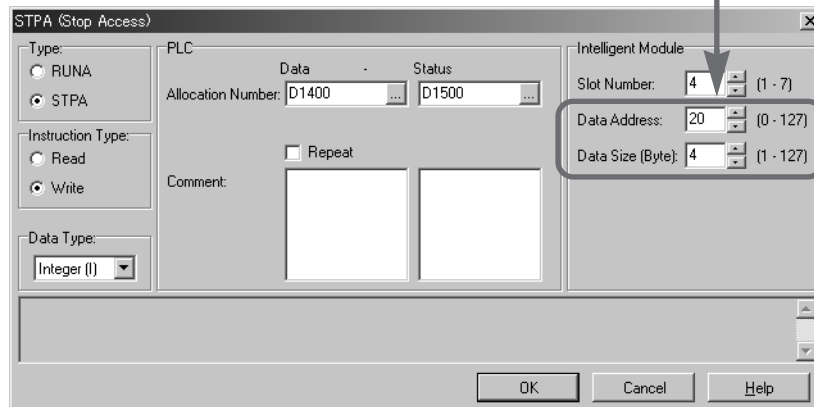 STPA (Stop Access)
Type:
RUNA
STPA
Instruction Type:
Read
Write
Data Type:
Integer (I)
PLC
Data - Status
Allocation Number: D1400 ... D1500 ...
Repeat
Comment:
Intelligent Module
Slot Number: 4 (1 - 7)
Data Address: 20 (0 - 127)
Data Size (Byte): 4 (1 - 127)
OK Cancel Help